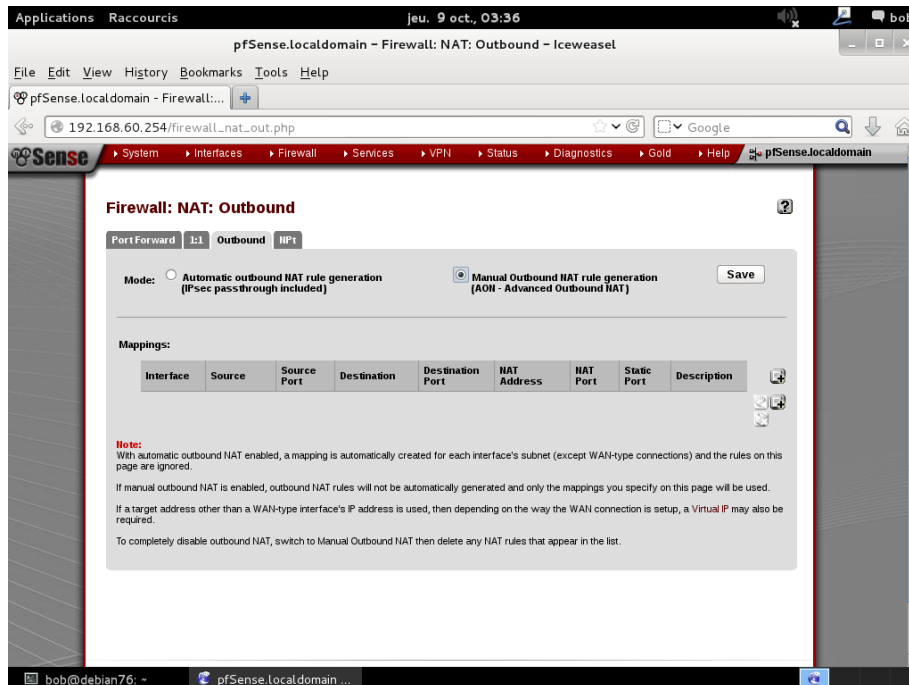 Applications Raccourcis jeu. 9 oct., 03:36 bob
pfSense.localdomain - Firewall: NAT: Outbound - Iceweasel
File Edit View History Bookmarks Tools Help
pfSense.localdomain - Firewall:...
192.168.60.254/firewall_nat_out.php Google
Sense System Interfaces Firewall Services VPN Status Diagnostics Gold Help pfSense.localdomain
Firewall: NAT: Outbound
Port Forward 1:1 Outbound NPt
Mode: Automatic outbound NAT rule generation Manual Outbound NAT rule generation Save
(IPsec passthrough included) (AON - Advanced Outbound NAT)
Mappings:
Interface Source Source Port Destination Destination Port NAT Address NAT Port Static Port Description
Note:
With automatic outbound NAT enabled, a mapping is automatically created for each interface's subnet (except WAN-type connections) and the rules on this
page are ignored.
If manual outbound NAT is enabled, outbound NAT rules will not be automatically generated and only the mappings you specify on this page will be used.
If a target address other than a WAN-type interface's IP address is used, then depending on the way the WAN connection is setup, a Virtual IP may also be
required.
To completely disable outbound NAT, switch to Manual Outbound NAT then delete any NAT rules that appear in the list.
bob@debian76: ~ pfSense.localdomain ...